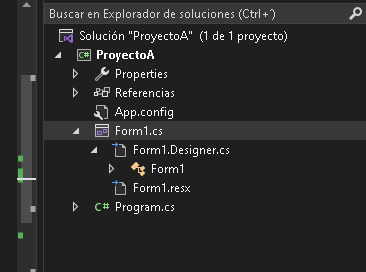 Buscar en Explorador de soluciones (Ctrl+´)
Solución "ProyectoA" (1 de 1 proyecto)
C# ProyectoA
Properties
Referencias
App.config
Form1.cs
Form1.Designer.cs
Form1
Form1.resx
C# Program.cs